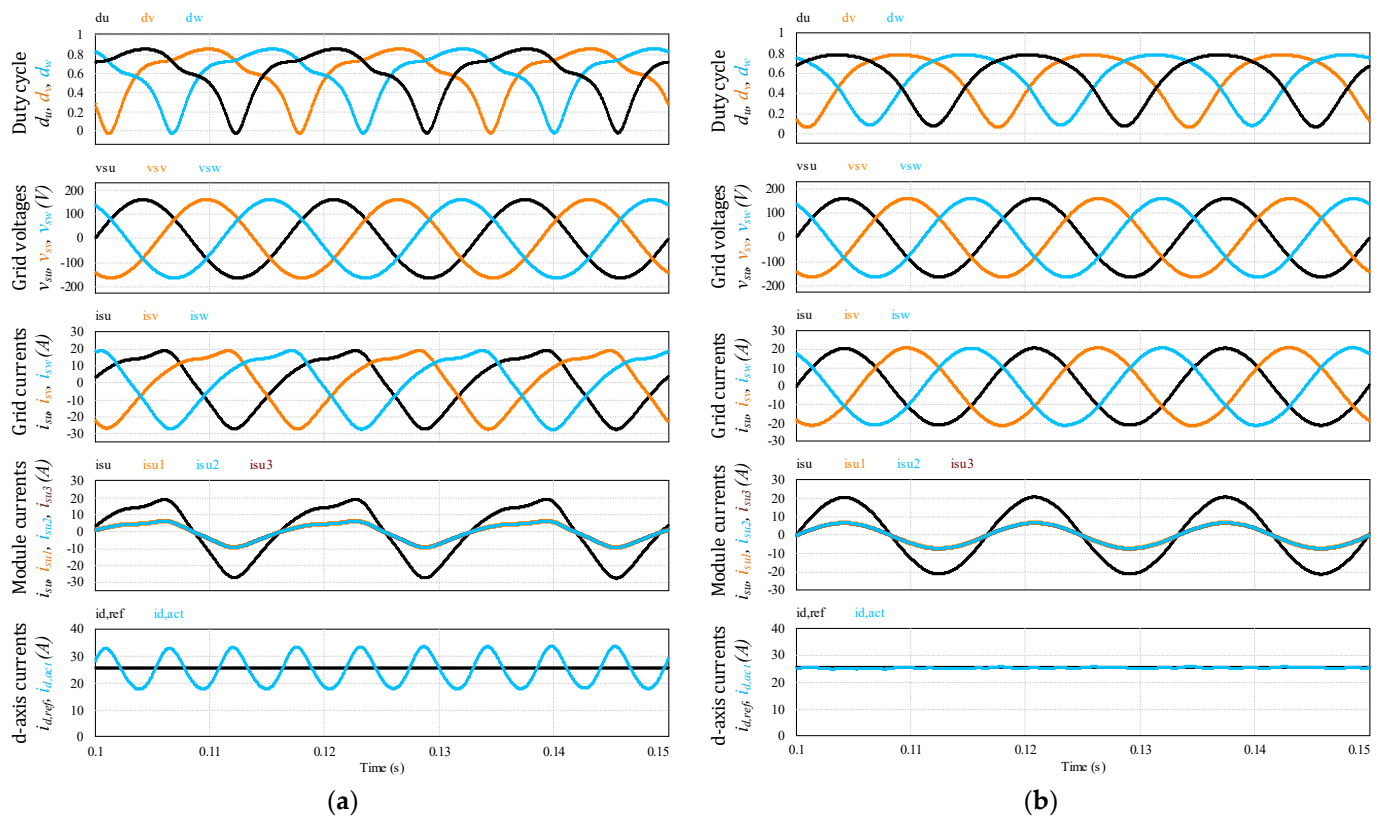 du dv dw
Duty cycle
du, dv, dw
1
0.8
0.6
0.4
0.2
0
vsu vsv vsw
Grid voltages
vsu, vsv, vsw (V)
200
100
0
-100
-200
isu isv isw
Grid currents
isu, isv, isw (A)
30
20
10
0
-10
-20
-30
isu isu1 isu2 isu3
Module currents
isu, isu1, isu2, isu3 (A)
30
20
10
0
-10
-20
-30
id,ref id,act
d-axis currents
id,ref, id,act (A)
40
30
20
10
0
0.1 0.11 0.12 0.13 0.14 0.15
Time (s)
(a)
du dv dw
Duty cycle
du, dv, dw
1
0.8
0.6
0.4
0.2
0
vsu vsv vsw
Grid voltages
vsu, vsv, vsw (V)
200
100
0
-100
-200
isu isv isw
Grid currents
isu, isv, isw (A)
30
20
10
0
-10
-20
-30
isu isu1 isu2 isu3
Module currents
isu, isu1, isu2, isu3 (A)
30
20
10
0
-10
-20
-30
id,ref id,act
d-axis currents
id,ref, id,act (A)
40
30
20
10
0
0.1 0.11 0.12 0.13 0.14 0.15
Time (s)
(b)